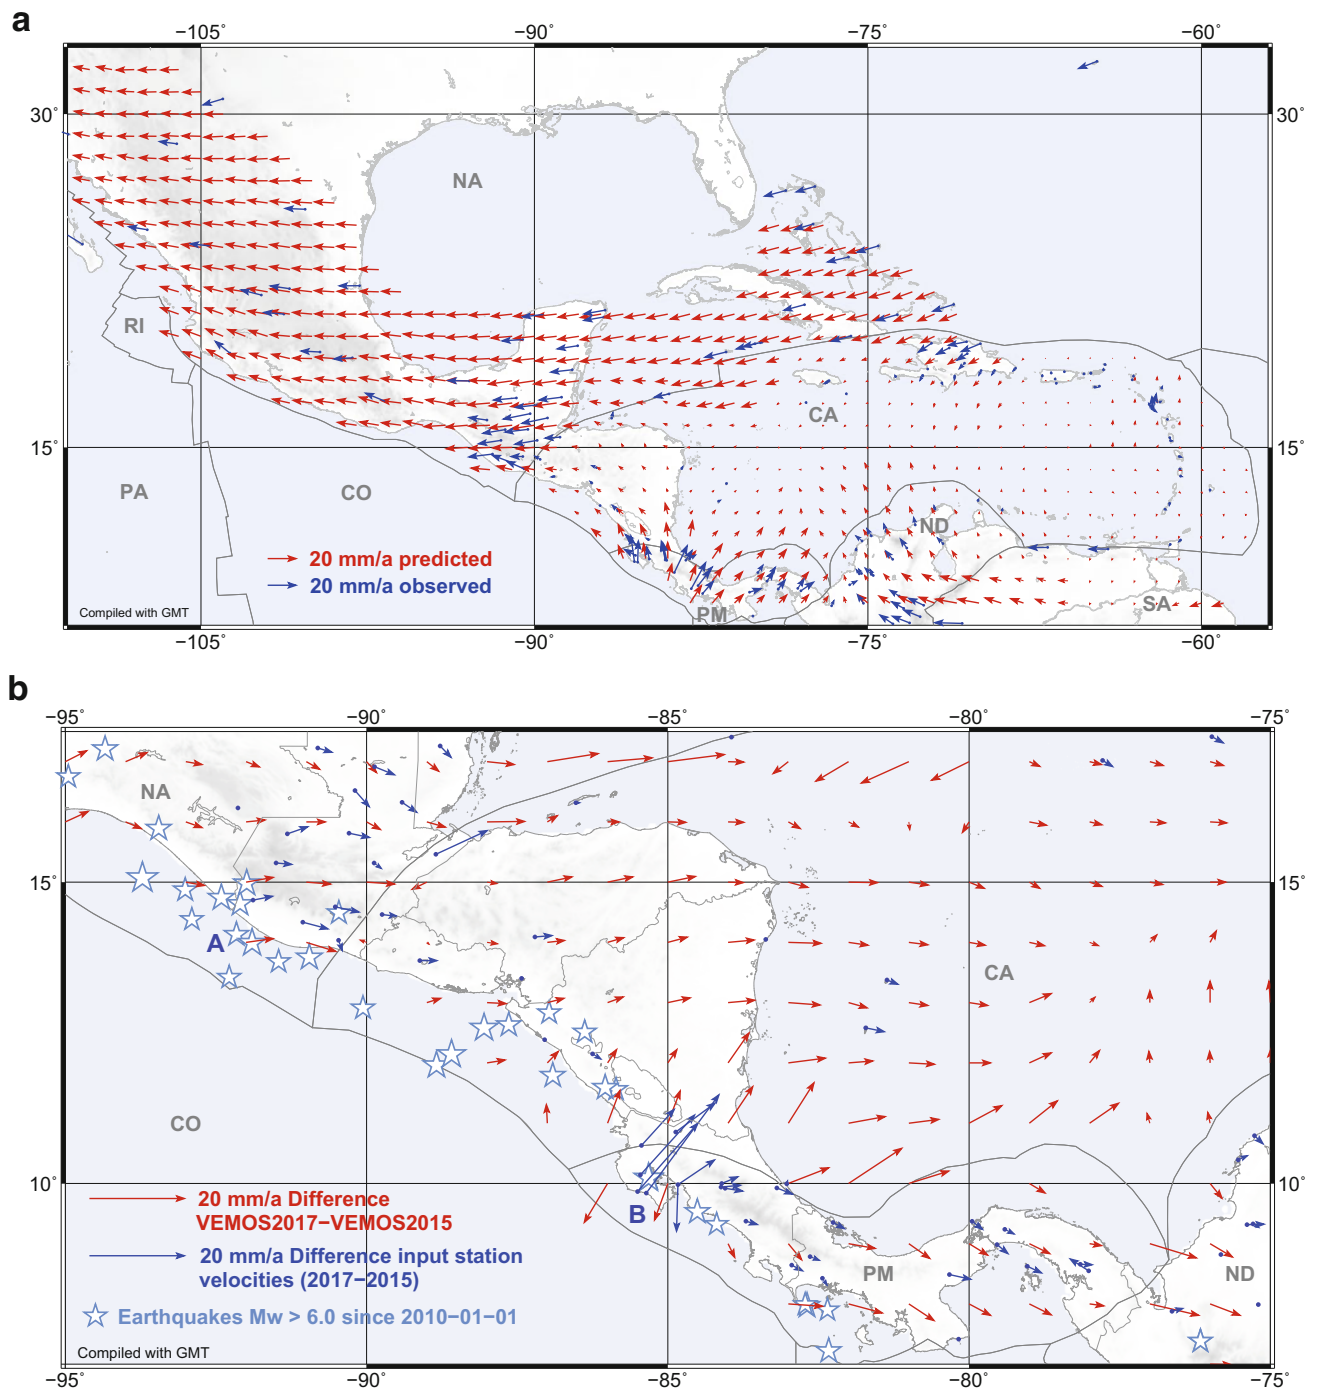 a
−105° −90° −75° −60°
30° 30°
NA
RI
CA
15° 15°
PA CO ND
20 mm/a predicted
20 mm/a observed
SA
PM
Compiled with GMT
−105° −90° −75° −60°
b
−95° −90° −85° −80° −75°
NA
15° 15°
A
CA
CO
10° 10°
20 mm/a Difference
VEMOS2017−VEMOS2015
B
20 mm/a Difference input station
velocities (2017−2015)
PM ND
Earthquakes Mw > 6.0 since 2010−01−01
Compiled with GMT
−95° −90° −85° −80° −75°